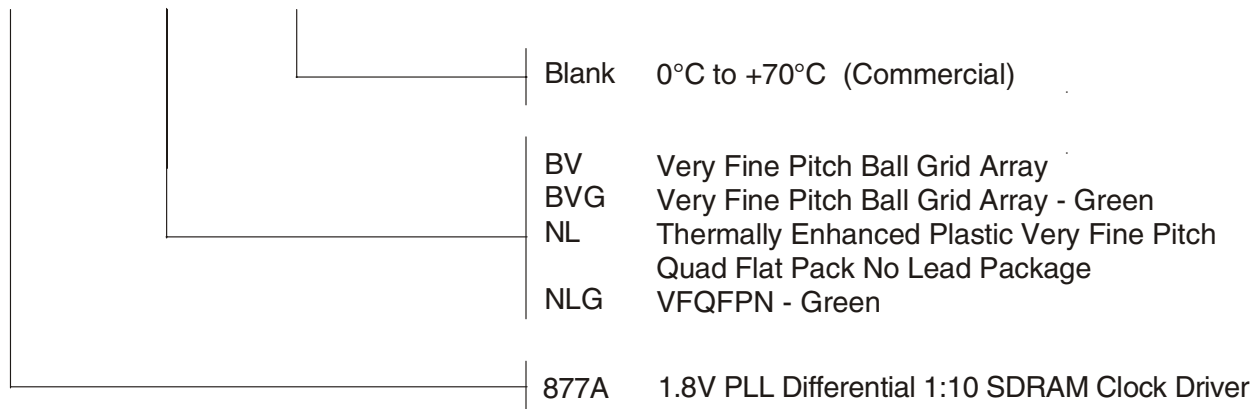 Blank 0°C to +70°C (Commercial)
BV Very Fine Pitch Ball Grid Array
BVG Very Fine Pitch Ball Grid Array - Green
NL Thermally Enhanced Plastic Very Fine Pitch
Quad Flat Pack No Lead Package
NLG VFQFPN - Green
877A 1.8V PLL Differential 1:10 SDRAM Clock Driver